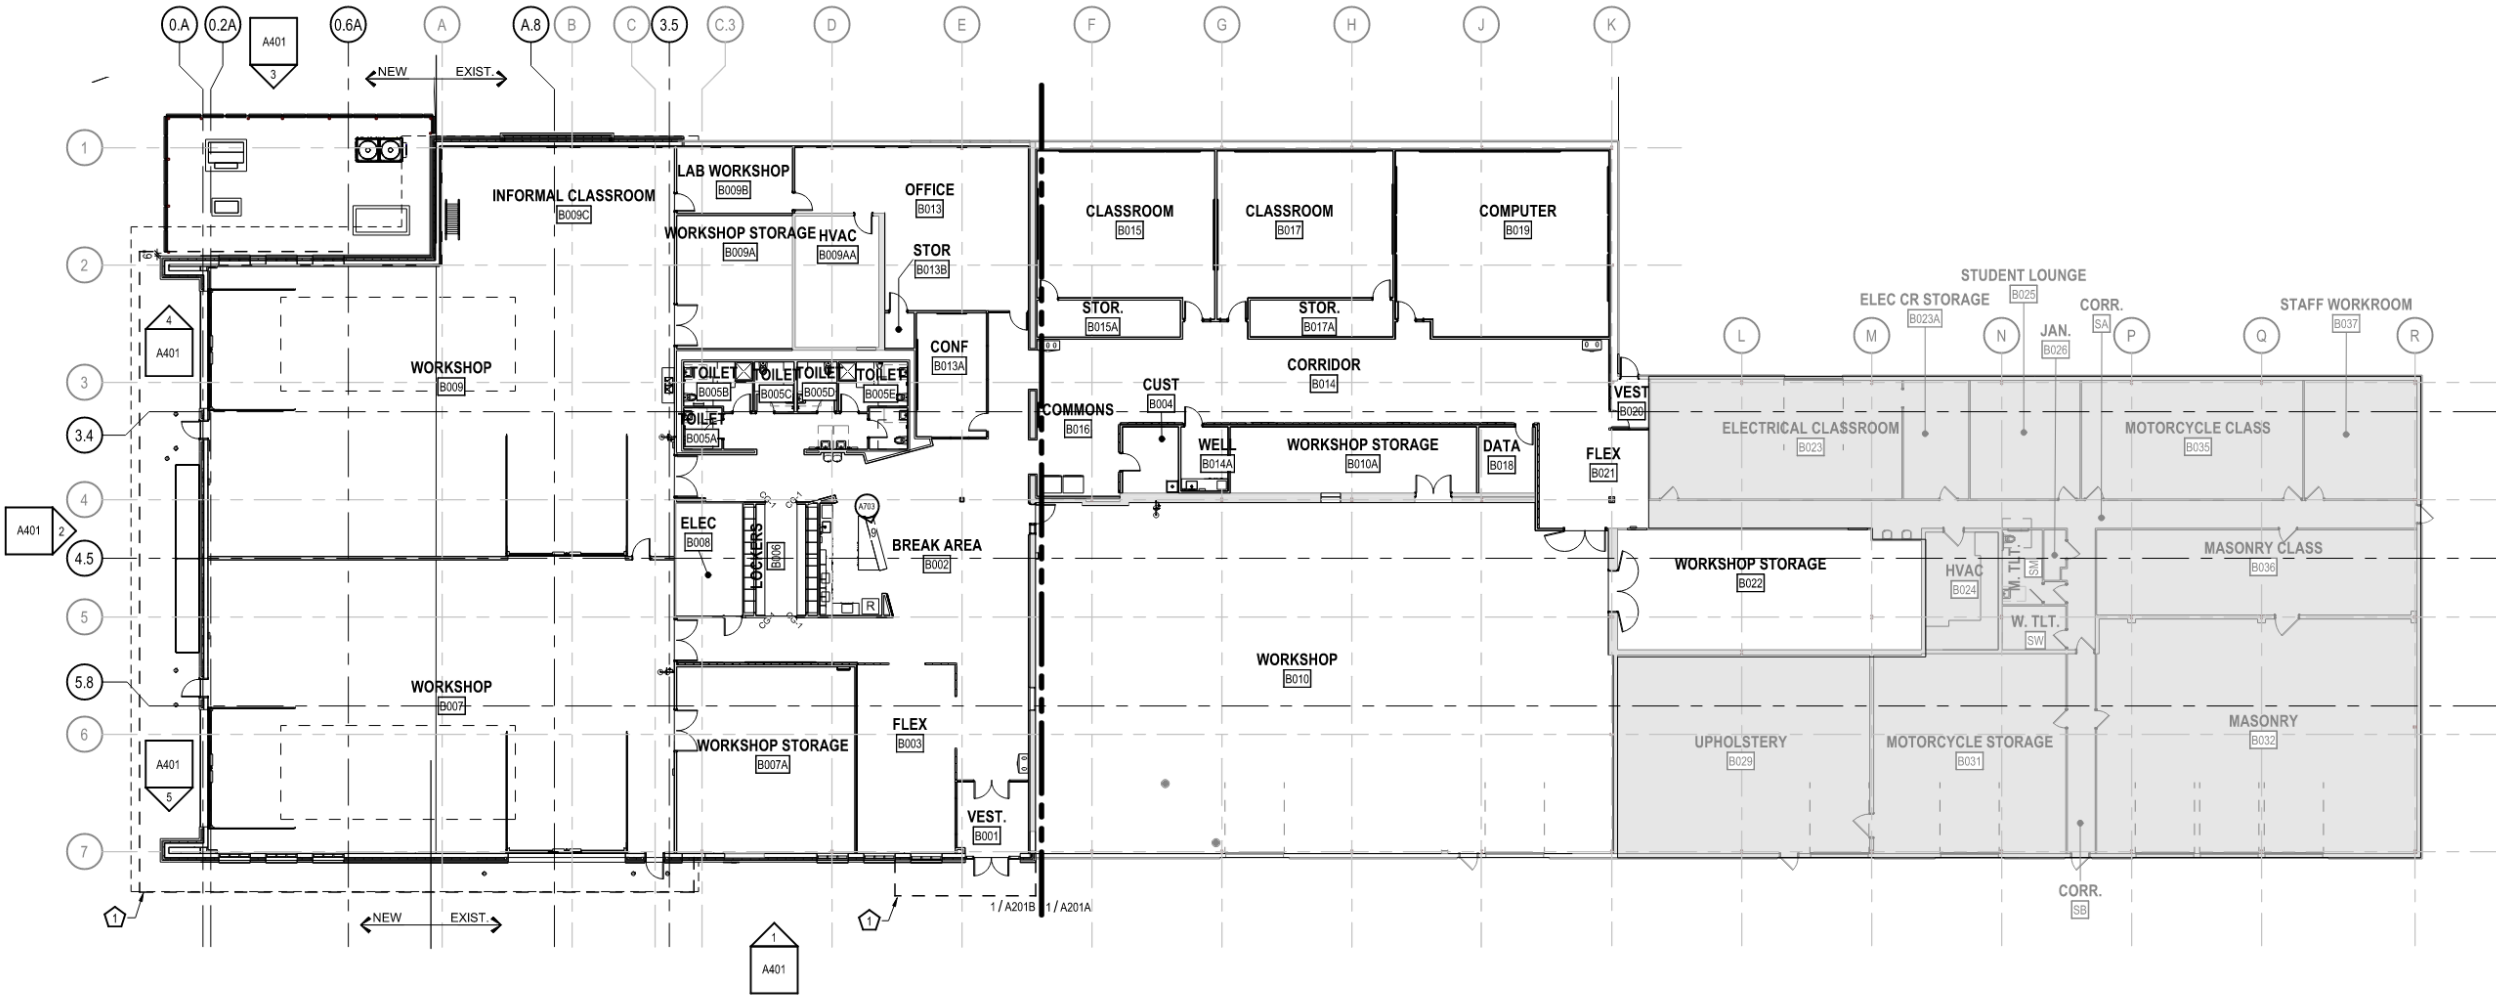 0.A 0.2A 0.6A A A.8 B C 3.5 C.3 D E F G H J K
A401
3
NEW EXIST.
1
LAB WORKSHOP
B009B
INFORMAL CLASSROOM
B009C
OFFICE
B013
CLASSROOM
B015
CLASSROOM
B017
COMPUTER
B019
WORKSHOP STORAGE
B009A
HVAC
B009AA
STOR
B013B
2
STOR.
B015A
STOR.
B017A
STUDENT LOUNGE
B025
ELEC CR STORAGE
B023A
CORR.
SA
STAFF WORKROOM
B037
JAN.
B026
L M N P Q R
4
A401
CONF
B013A
WORKSHOP
B009
CORRIDOR
B014
3
TOILET
B005B
TOILET
B005C
TOILET
B005D
TOILET
B005E
TOILET
B005A
CUST
B004
COMMONS
B016
VEST
B020
3.4
ELECTRICAL CLASSROOM
B023
MOTORCYCLE CLASS
B035
WELL
B014A
WORKSHOP STORAGE
B010A
DATA
B018
FLEX
B021
4
A703
9
CG-1
A401
2
ELEC
B008
LOCKERS
B006
BREAK AREA
B002
4.5
WORKSHOP STORAGE
B022
HVAC
B024
M. TLT.
SM
MASONRY CLASS
B036
R
5
CG-1
W. TLT.
SW
5.8
WORKSHOP
B007
WORKSHOP
B010
6
FLEX
B003
WORKSHOP STORAGE
B007A
UPHOLSTERY
B029
MOTORCYCLE STORAGE
B031
MASONRY
B032
A401
5
VEST.
B001
7
CORR.
SB
1
NEW EXIST.
1
1 / A201B 1 / A201A
1
A401